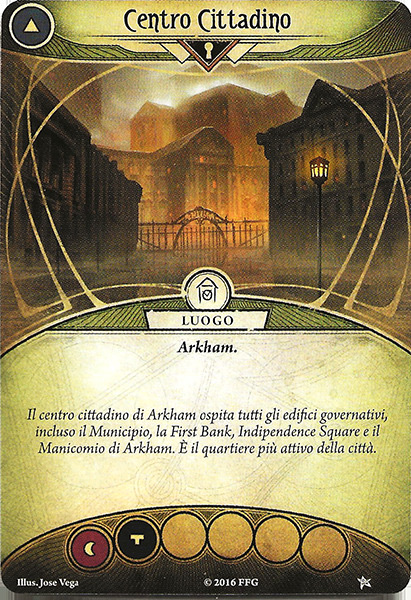 Centro Cittadino
LUOGO
Arkham.
Il centro cittadino di Arkham ospita tutti gli edifici governativi,
incluso il Municipio, la First Bank, Indipendence Square e il
Manicomio di Arkham. È il quartiere più attivo della città.
Illus. Jose Vega
© 2016 FFG